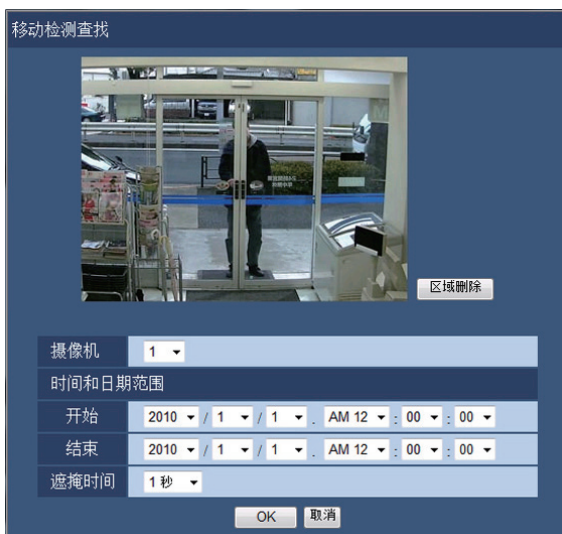 移动检测查找
区域删除
摄像机 1
时间和日期范围
开始 2010 / 1 / 1 . AM 12 : 00 : 00
结束 2010 / 1 / 1 . AM 12 : 00 : 00
遮掩时间 1 秒
OK 取消